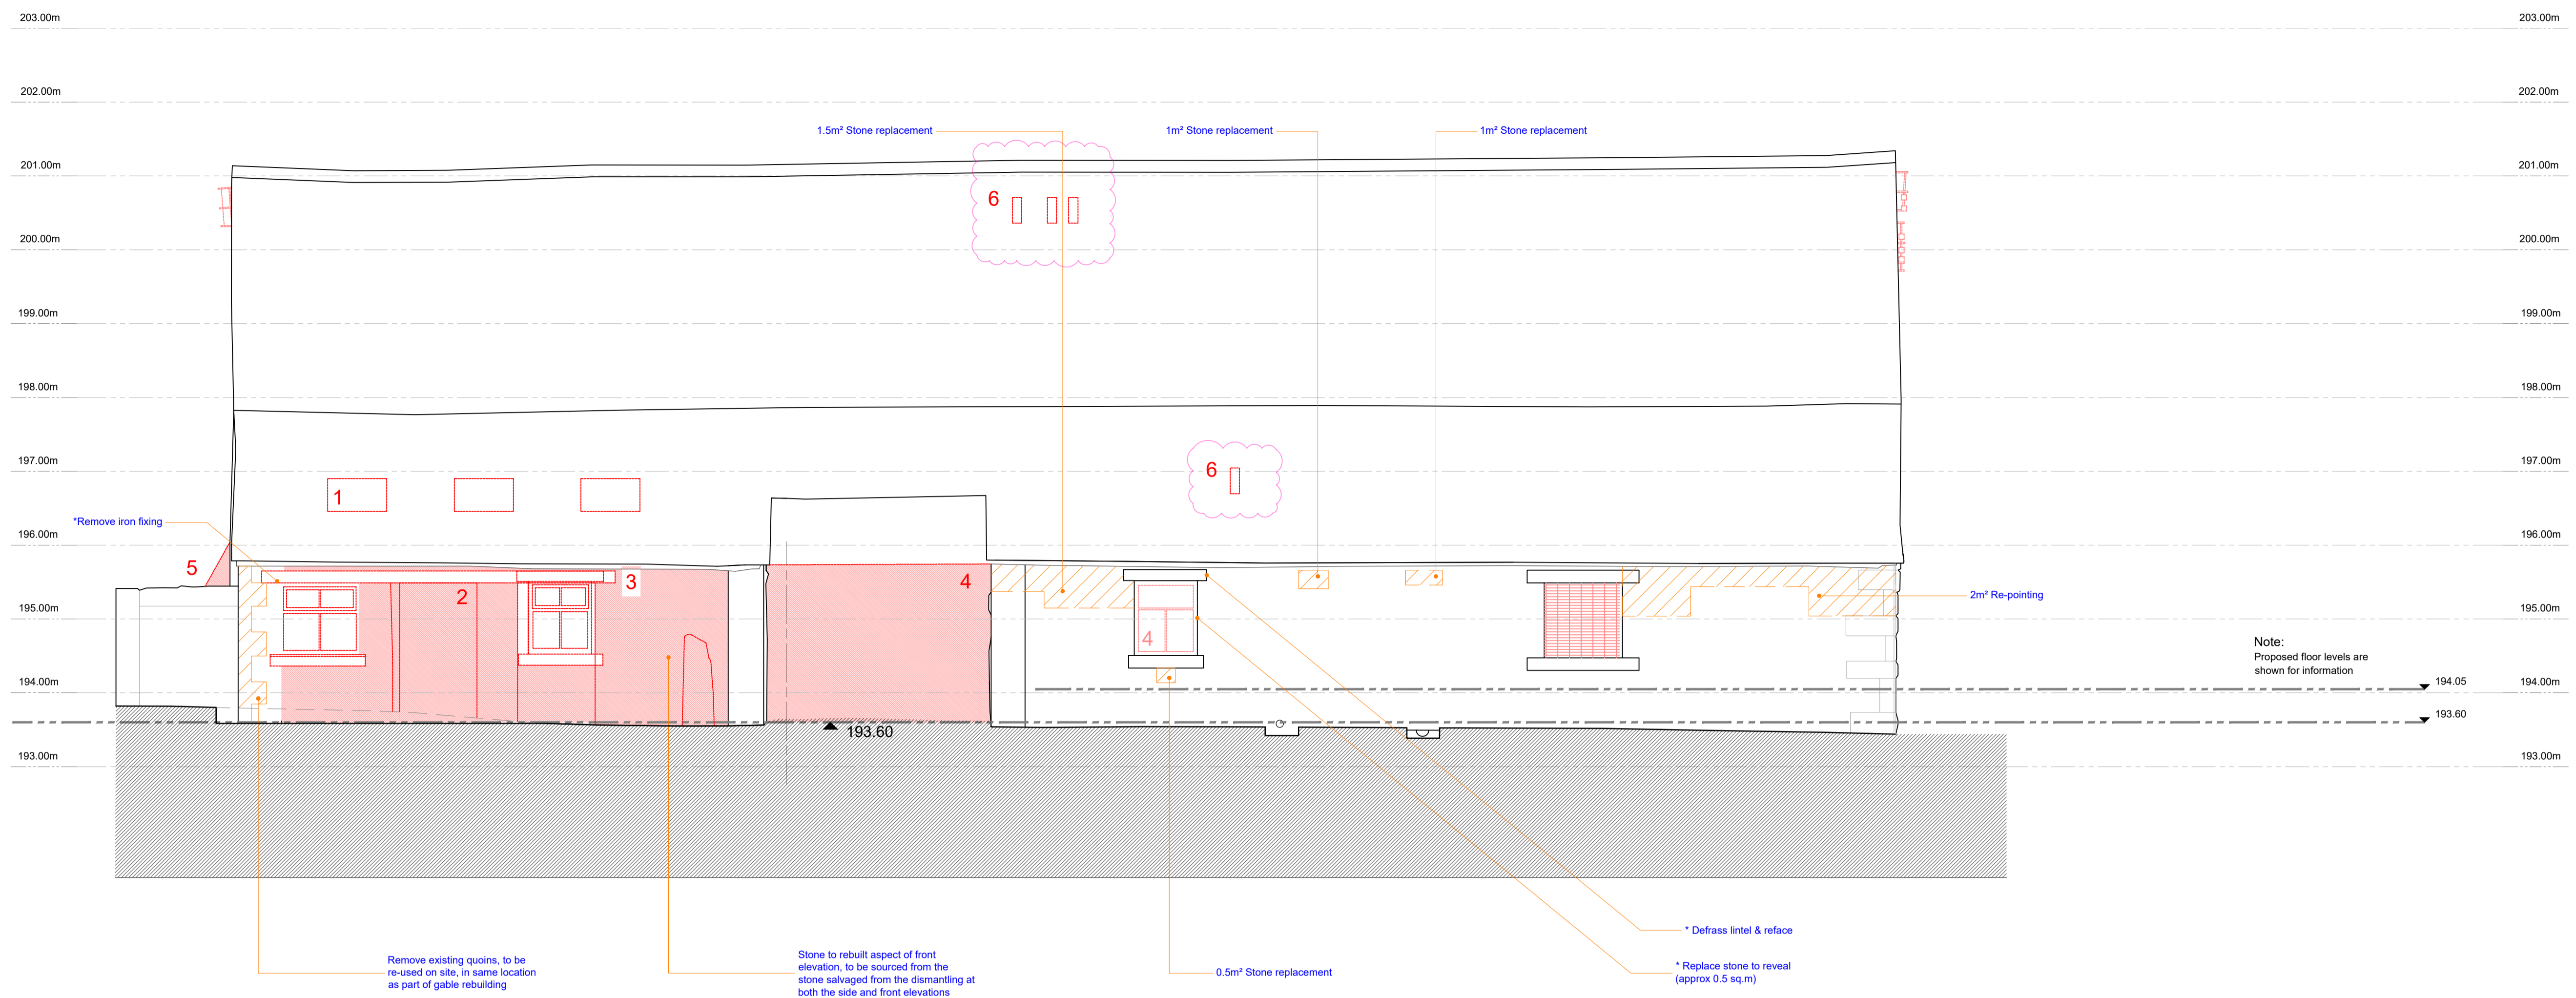 203.00m
203.00m
202.00m
202.00m
1.5m² Stone replacement
1m² Stone replacement
1m² Stone replacement
201.00m
201.00m
6
200.00m
200.00m
199.00m
199.00m
198.00m
198.00m
197.00m
6
197.00m
1
*Remove iron fixing
196.00m
196.00m
5
3
4
2
2m² Re-pointing
195.00m
195.00m
4
Note:
Proposed floor levels are
shown for information
194.00m
194.05
194.00m
193.60
193.60
193.00m
193.00m
* Defrass lintel & reface
Remove existing quoins, to be
re-used on site, in same location
as part of gable rebuilding
Stone to rebuilt aspect of front
elevation, to be sourced from the
stone salvaged from the dismantling at
both the side and front elevations
0.5m² Stone replacement
* Replace stone to reveal
(approx 0.5 sq.m)